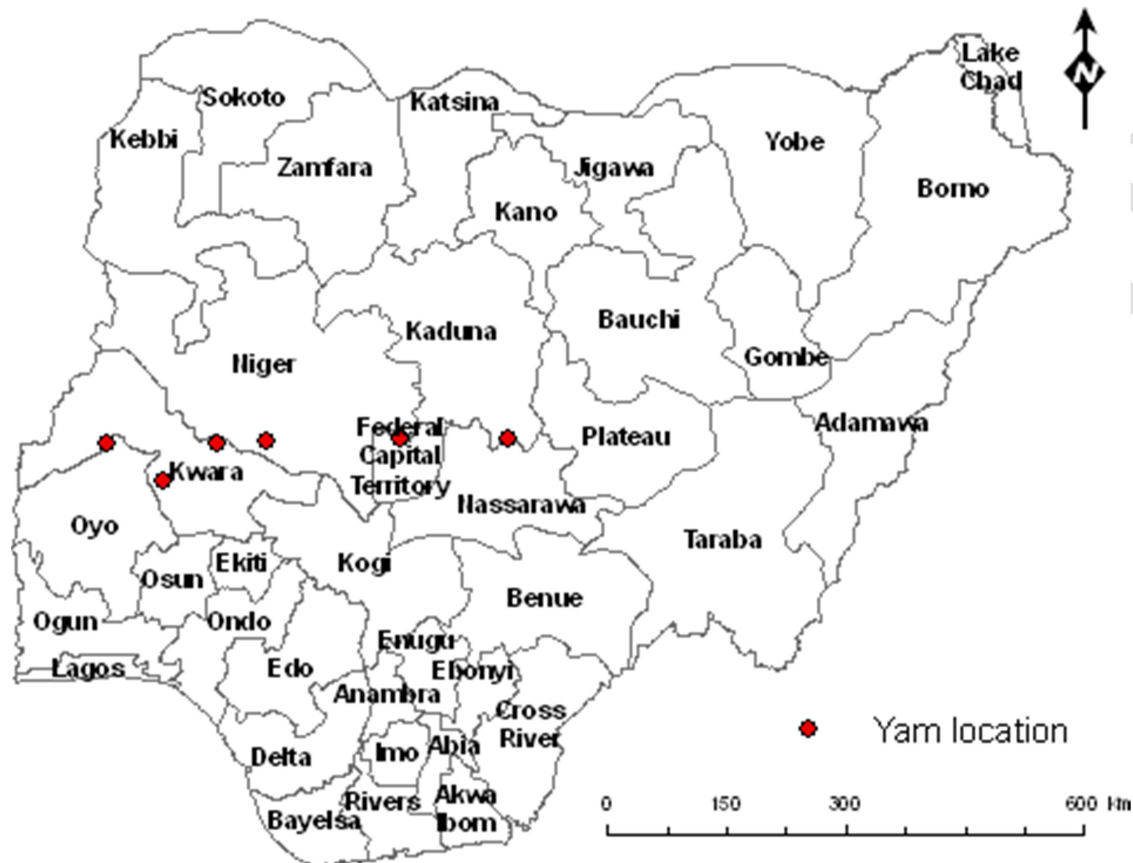 Lake
Chad
N
Sokoto
Katsina
Kebbi
Yobe
Zamfara
Jigawa
Borno
Kano
Bauchi
Kaduna
Gombe
Niger
Adamawa
Federal
Capital
Territory
Plateau
Kwara
Nassarawa
Oyo
Taraba
Kogi
Ekiti
Osun
Benue
Ogun
Ondo
Enugu
Ebonyi
Lagos
Edo
Anambra
Cross
River
Yam location
Delta
Imo
Abia
Rivers
Akwa
Ibom
Bayelsa
0 150 300 600 km